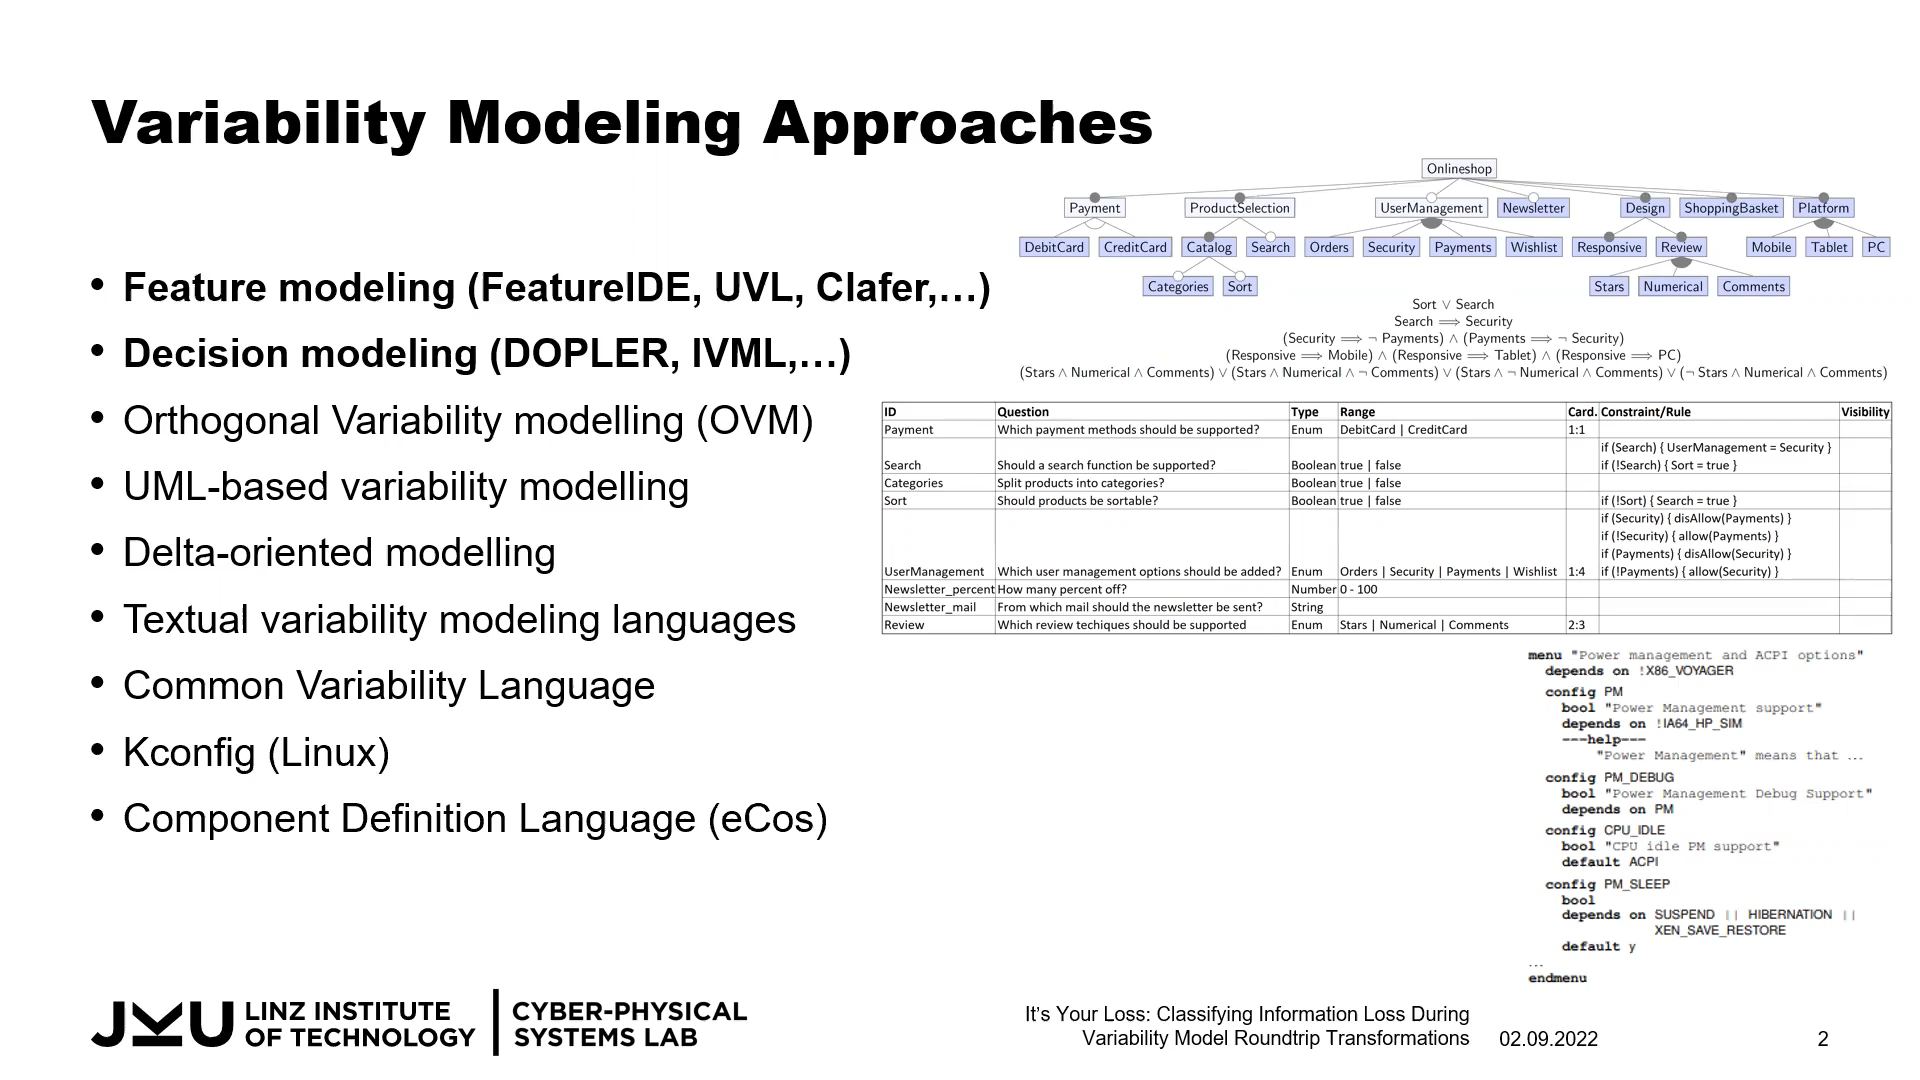 Variability Modeling Approaches
• Feature modeling (FeatureIDE, UVL, Clafer,…)
• Decision modeling (DOPLER, IVML,…)
• Orthogonal Variability modelling (OVM)
• UML-based variability modelling
• Delta-oriented modelling
• Textual variability modeling languages
• Common Variability Language
• Kconfig (Linux)
• Component Definition Language (eCos)
Onlineshop
Payment ProductSelection UserManagement Newsletter Design ShoppingBasket Platform
DebitCard CreditCard Catalog Search Orders Security Payments Wishlist Responsive Review Mobile Tablet PC
Categories Sort Stars Numerical Comments
Sort ∨ Search
Search ⟹ Security
(Security ⟹ ¬ Payments) ∧ (Payments ⟹ ¬ Security)
(Responsive ⟹ Mobile) ∧ (Responsive ⟹ Tablet) ∧ (Responsive ⟹ PC)
(Stars ∧ Numerical ∧ Comments) ∨ (Stars ∧ Numerical ∧ ¬ Comments) ∨ (Stars ∧ ¬ Numerical ∧ Comments) ∨ (¬ Stars ∧ Numerical ∧ Comments)
ID Question Type Range Card. Constraint/Rule Visibility
Payment Which payment methods should be supported? Enum DebitCard | CreditCard 1:1
if (Search) { UserManagement = Security }
Search Should a search function be supported? Boolean true | false if (!Search) { Sort = true }
Categories Split products into categories? Boolean true | false
Sort Should products be sortable? Boolean true | false if (!Sort) { Search = true }
if (Security) { disAllow(Payments) }
if (!Security) { allow(Payments) }
if (Payments) { disAllow(Security) }
UserManagement Which user management options should be added? Enum Orders | Security | Payments | Wishlist 1:4 if (!Payments) { allow(Security) }
Newsletter_percent How many percent off? Number 0 - 100
Newsletter_mail From which mail should the newsletter be sent? String
Review Which review techiques should be supported Enum Stars | Numerical | Comments 2:3
menu "Power management and ACPI options"
depends on !X86_VOYAGER
config PM
bool "Power Management support"
depends on !IA64_HP_SIM
---help---
"Power Management" means that ...
config PM_DEBUG
bool "Power Management Debug Support"
depends on PM
config CPU_IDLE
bool "CPU idle PM support"
default ACPI
config PM_SLEEP
bool
depends on SUSPEND || HIBERNATION ||
XEN_SAVE_RESTORE
default y
...
endmenu
JKU LINZ INSTITUTE
OF TECHNOLOGY
CYBER-PHYSICAL
SYSTEMS LAB
It's Your Loss: Classifying Information Loss During
Variability Model Roundtrip Transformations
02.09.2022
2